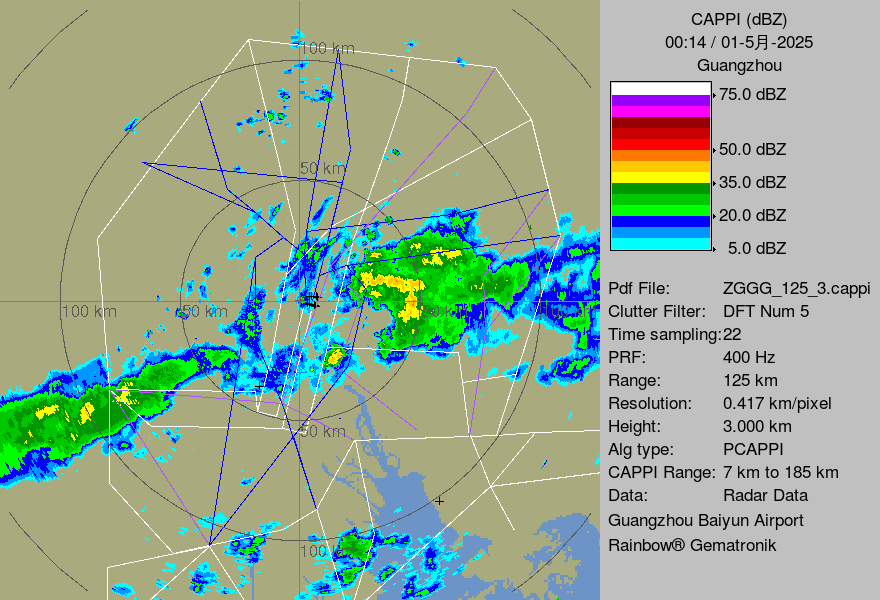 CAPPI (dBZ)
00:14 / 01-5月-2025
Guangzhou
75.0 dBZ
50.0 dBZ
35.0 dBZ
20.0 dBZ
5.0 dBZ
Pdf File: ZGGG_125_3.cappi
Clutter Filter: DFT Num 5
Time sampling:22
PRF: 400 Hz
Range: 125 km
Resolution: 0.417 km/pixel
Height: 3.000 km
Alg type: PCAPPI
CAPPI Range: 7 km to 185 km
Data: Radar Data
Guangzhou Baiyun Airport
Rainbow® Gematronik
100 km
50 km
100 km
50 km
50 km
100 km